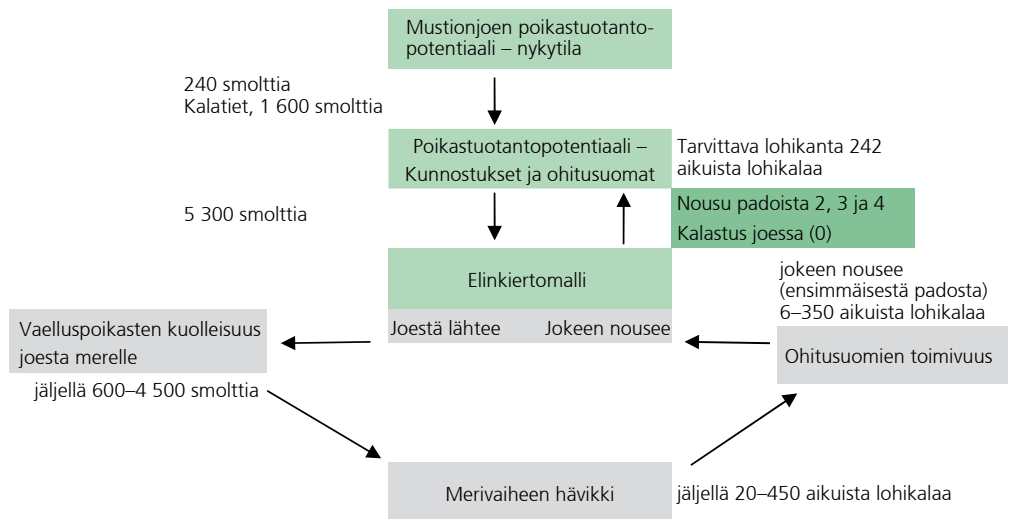 Mustionjoen poikastuotanto-
potentiaali – nykytila
240 smolttia
Kalatiet, 1 600 smolttia
Poikastuotantopotentiaali –
Kunnostukset ja ohitusuomat
Tarvittava lohikanta 242
aikuista lohikalaa
5 300 smolttia
Nousu padoista 2, 3 ja 4
Kalastus joessa (0)
Elinkiertomalli
Joestä lähtee
Jokeen nousee
jokeen nousee
(ensimmäisestä padosta)
6–350 aikuista lohikalaa
Ohitusuomien toimivuus
Vaelluspoikasten kuolleisuus
joesta merelle
jäljellä 600–4 500 smolttia
Merivaiheen hävikki
jäljellä 20–450 aikuista lohikalaa